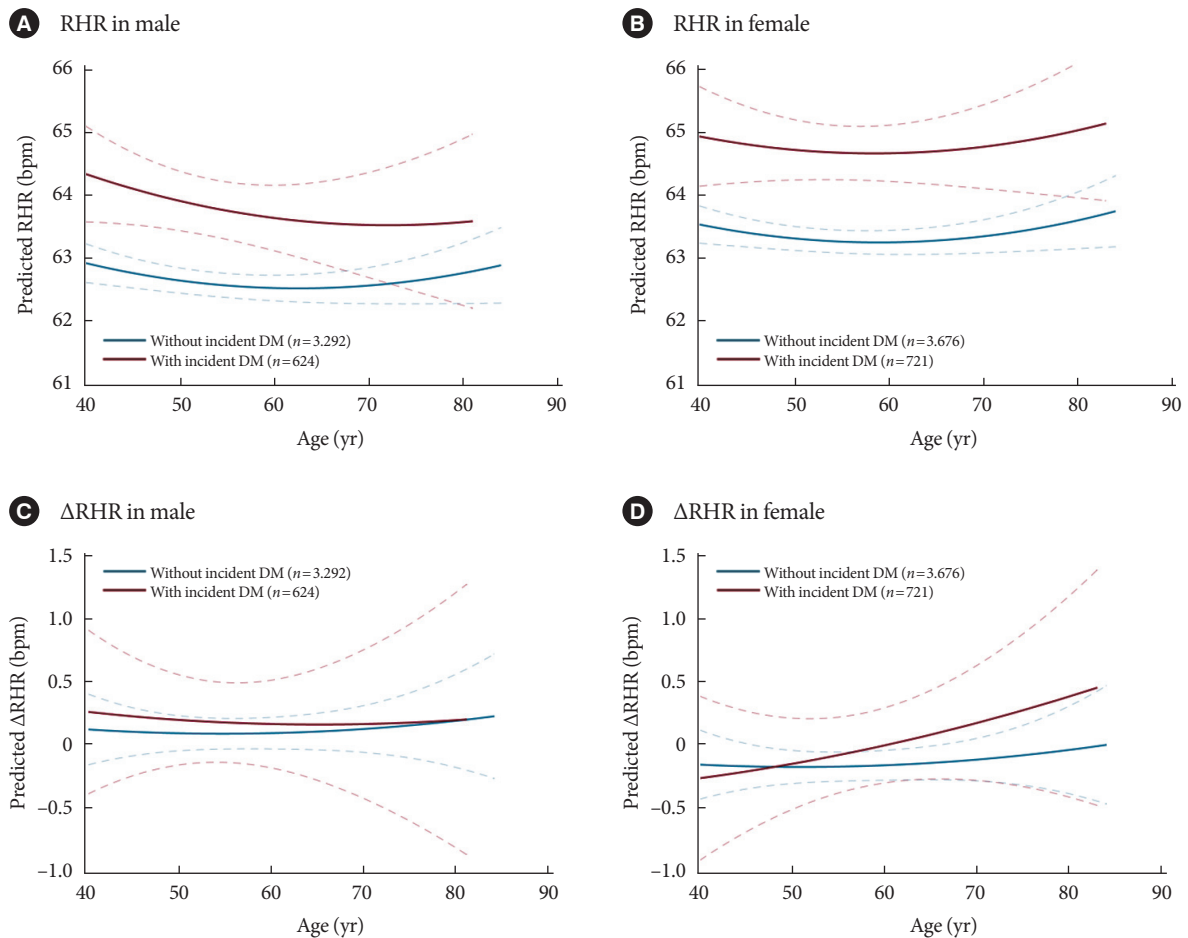 A RHR in male
66
65
64
63
62
61
Predicted RHR (bpm)
Without incident DM (n=3.292)
With incident DM (n=624)
40 50 60 70 80 90
Age (yr)
B RHR in female
66
65
64
63
62
61
Predicted RHR (bpm)
Without incident DM (n=3.676)
With incident DM (n=721)
40 50 60 70 80 90
Age (yr)
C ΔRHR in male
1.5
1.0
0.5
0
–0.5
–1.0
Predicted ΔRHR (bpm)
Without incident DM (n=3.292)
With incident DM (n=624)
40 50 60 70 80 90
Age (yr)
D ΔRHR in female
1.5
1.0
0.5
0
–0.5
–1.0
Predicted ΔRHR (bpm)
Without incident DM (n=3.676)
With incident DM (n=721)
40 50 60 70 80 90
Age (yr)